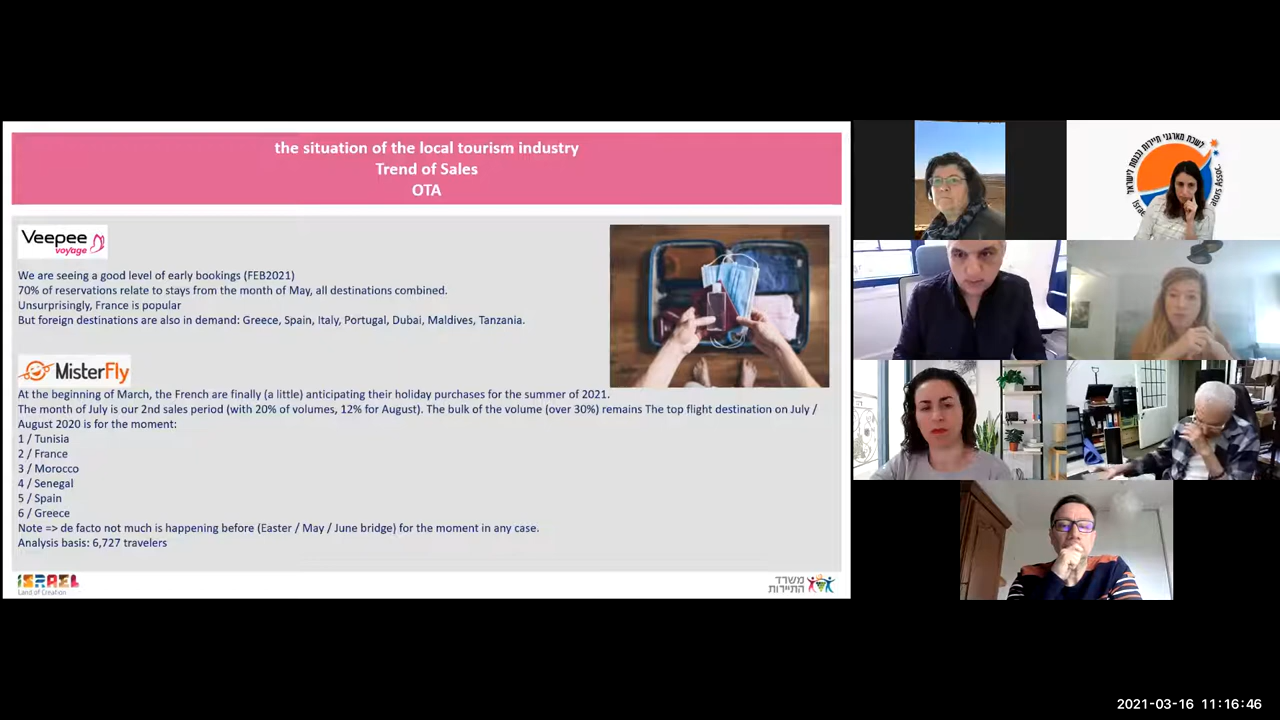 the situation of the local tourism industry
Trend of Sales
OTA
Veepee
voyage
We are seeing a good level of early bookings (FEB2021)
70% of reservations relate to stays from the month of May, all destinations combined.
Unsurprisingly, France is popular
But foreign destinations are also in demand: Greece, Spain, Italy, Portugal, Dubai, Maldives, Tanzania.
MisterFly
At the beginning of March, the French are finally (a little) anticipating their holiday purchases for the summer of 2021.
The month of July is our 2nd sales period (with 20% of volumes, 12% for August). The bulk of the volume (over 30%) remains The top flight destination on July /
August 2020 is for the moment:
1 / Tunisia
2 / France
3 / Morocco
4 / Senegal
5 / Spain
6 / Greece
Note => de facto not much is happening before (Easter / May / June bridge) for the moment in any case.
Analysis basis: 6,727 travelers
ISRAEL
Land of Creation
משרד
התיירות
לשכת מארגני תיירות נכנסת לישראל
ators Assoc.
2021-03-16 11:16:46